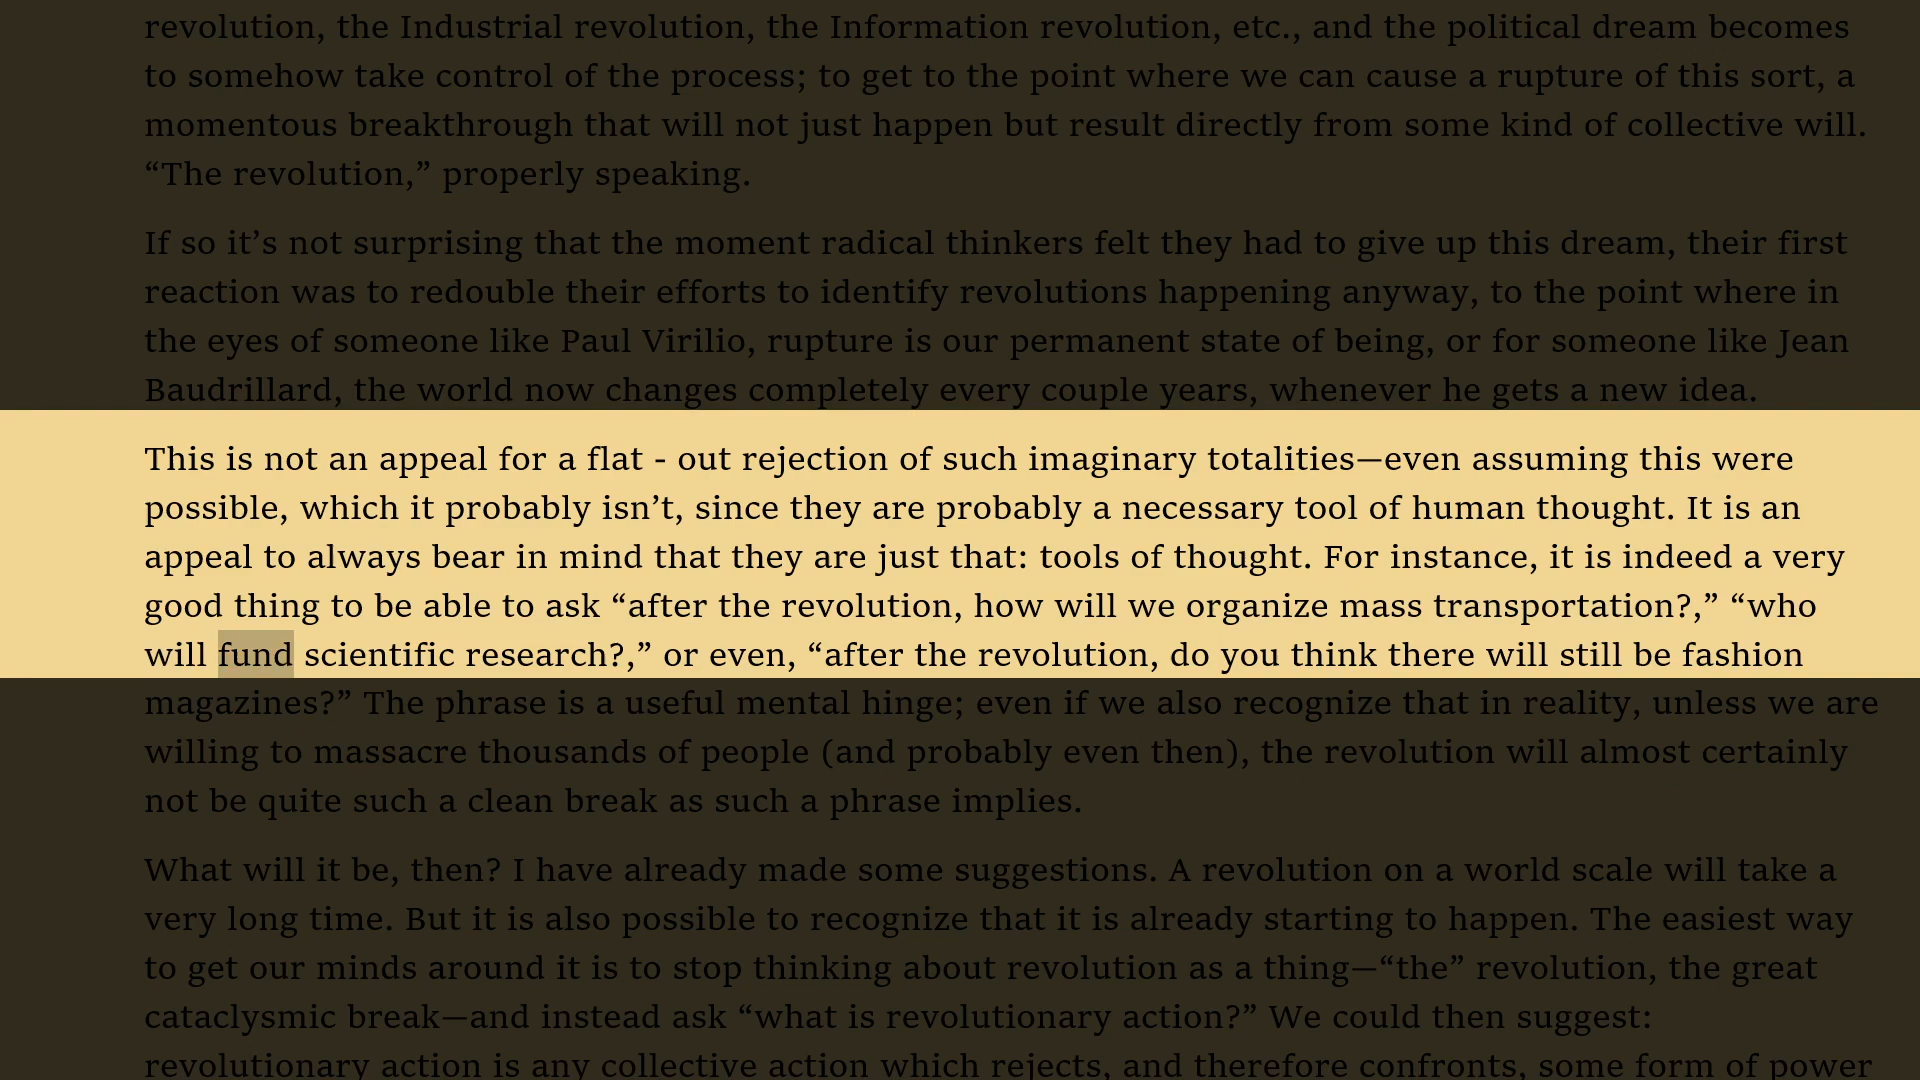 revolution, the Industrial revolution, the Information revolution, etc., and the political dream becomes
to somehow take control of the process; to get to the point where we can cause a rupture of this sort, a
momentous breakthrough that will not just happen but result directly from some kind of collective will.
“The revolution,” properly speaking.
If so it’s not surprising that the moment radical thinkers felt they had to give up this dream, their first
reaction was to redouble their efforts to identify revolutions happening anyway, to the point where in
the eyes of someone like Paul Virilio, rupture is our permanent state of being, or for someone like Jean
Baudrillard, the world now changes completely every couple years, whenever he gets a new idea.
This is not an appeal for a flat - out rejection of such imaginary totalities—even assuming this were
possible, which it probably isn’t, since they are probably a necessary tool of human thought. It is an
appeal to always bear in mind that they are just that: tools of thought. For instance, it is indeed a very
good thing to be able to ask “after the revolution, how will we organize mass transportation?,” “who
will fund scientific research?,” or even, “after the revolution, do you think there will still be fashion
magazines?” The phrase is a useful mental hinge; even if we also recognize that in reality, unless we are
willing to massacre thousands of people (and probably even then), the revolution will almost certainly
not be quite such a clean break as such a phrase implies.
What will it be, then? I have already made some suggestions. A revolution on a world scale will take a
very long time. But it is also possible to recognize that it is already starting to happen. The easiest way
to get our minds around it is to stop thinking about revolution as a thing—“the” revolution, the great
cataclysmic break—and instead ask “what is revolutionary action?” We could then suggest:
revolutionary action is any collective action which rejects, and therefore confronts, some form of power